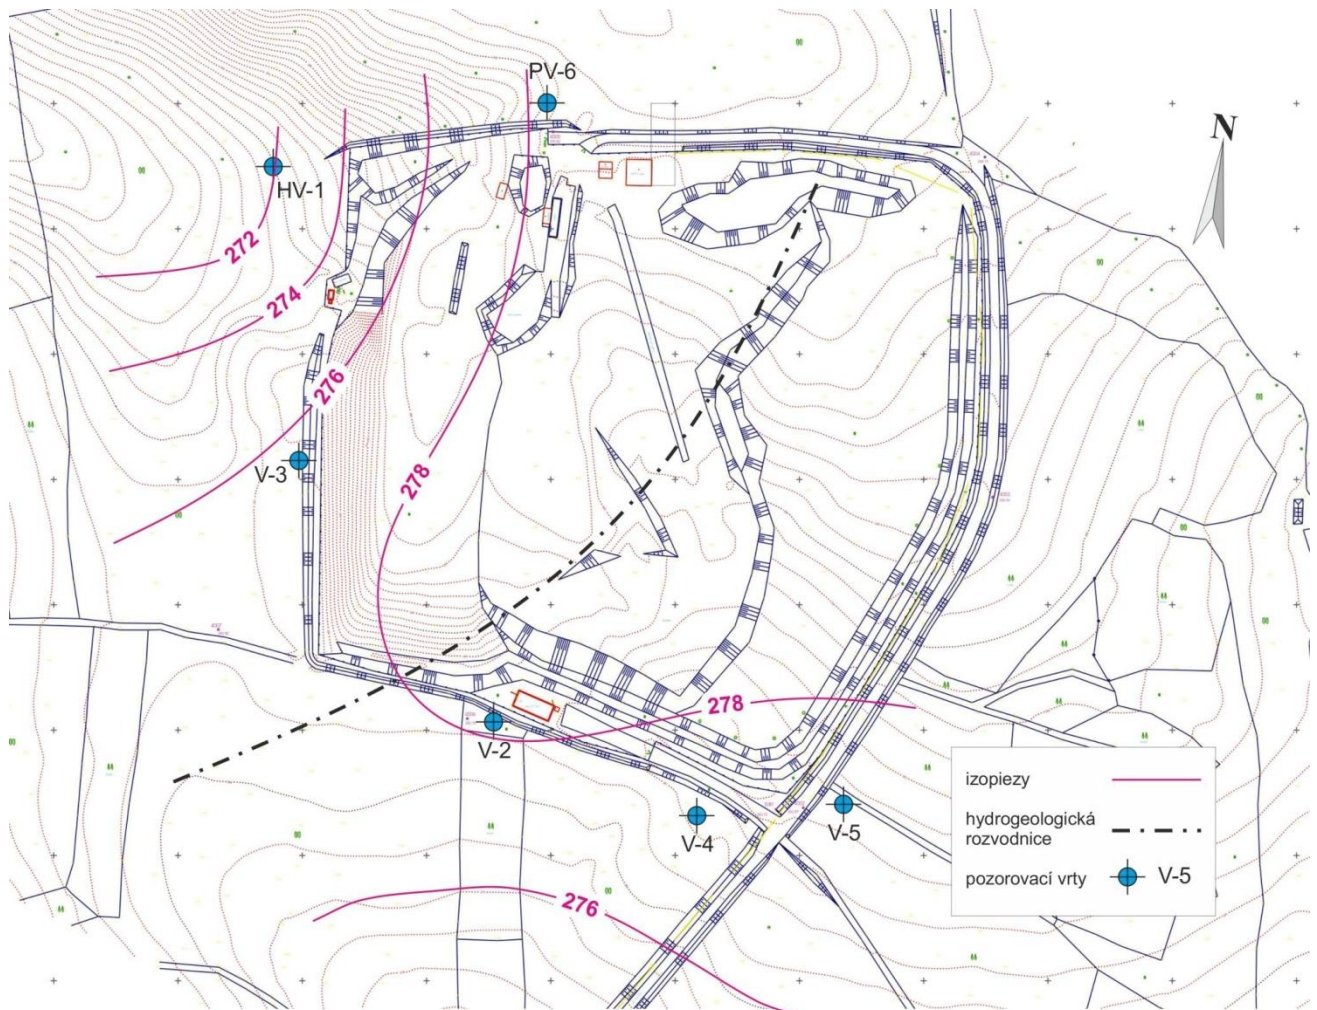 PV-6
N
HV-1
272
274
276
V-3
278
278
V-2
V-4
V-5
276
izopiezy
hydrogeologická
rozvodnice
pozorovací vrty
V-5